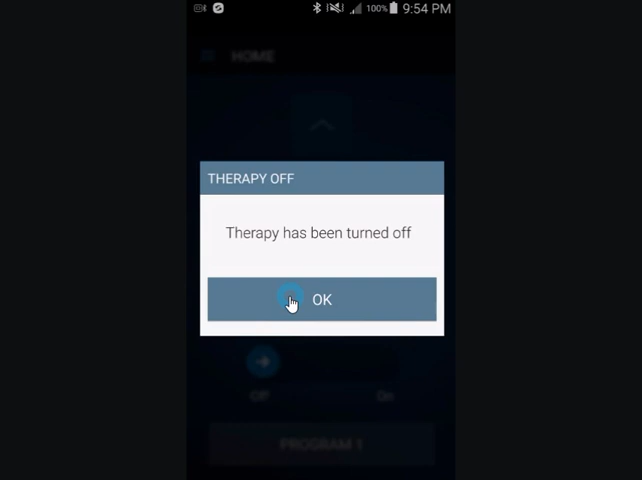 100% 9:54 PM
HOME
THERAPY OFF
Therapy has been turned off
OK
Off On
PROGRAM 1